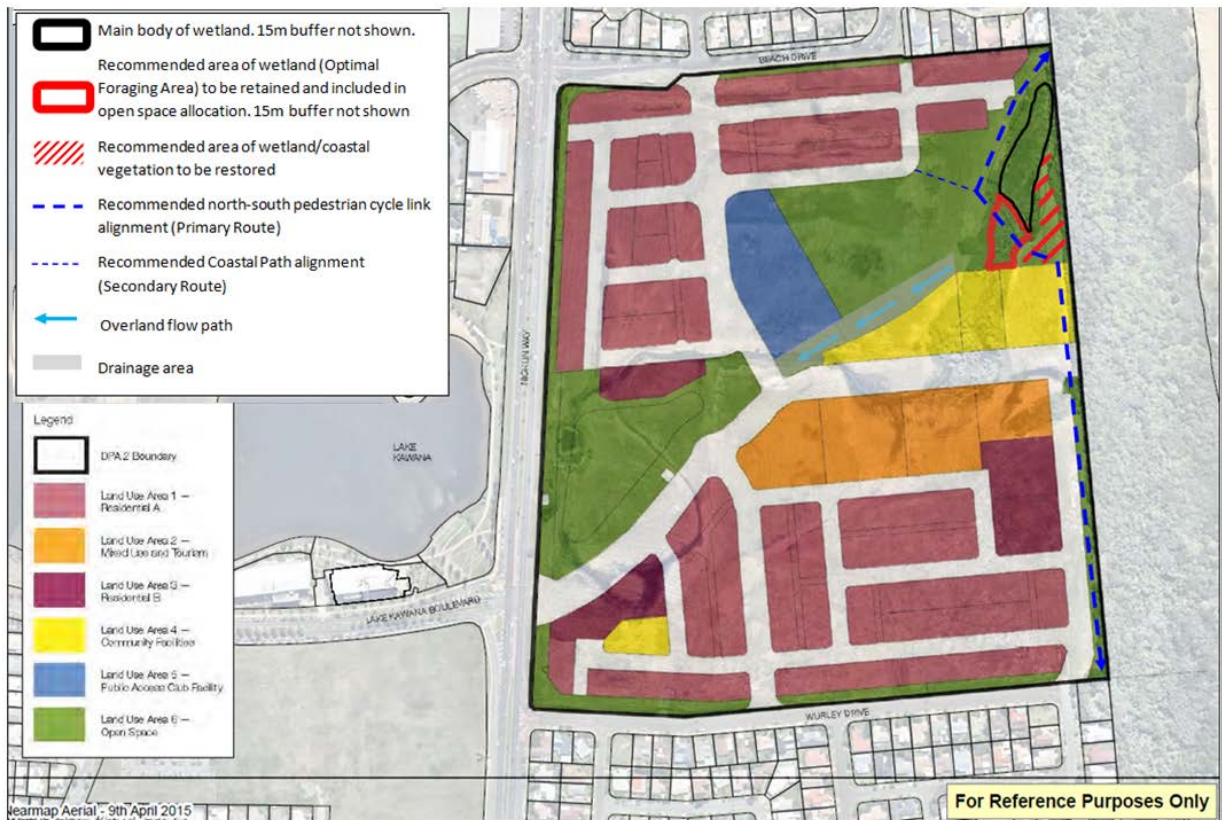 Main body of wetland. 15m buffer not shown.
Recommended area of wetland (Optimal
Foraging Area) to be retained and included in
open space allocation. 15m buffer not shown
Recommended area of wetland/coastal
vegetation to be restored
Recommended north-south pedestrian cycle link
alignment (Primary Route)
Recommended Coastal Path alignment
(Secondary Route)
Overland flow path
Drainage area
Legend
DPA.2 Boundary
Land Use Area 1 –
Residential A
Land Use Area 2 –
Mixed Use and Tourism
Land Use Area 3 –
Residential B
Land Use Area 4 –
Community Facilities
Land Use Area 5 –
Public Access Club Facility
Land Use Area 6 –
Open Space
BEACH DRIVE
NICKLIN WAY
LAKE
KAWANA
LAKE KAWANA BOULEVARD
WURLEY DRIVE
Nearmap Aerial - 9th April 2015
For Reference Purposes Only